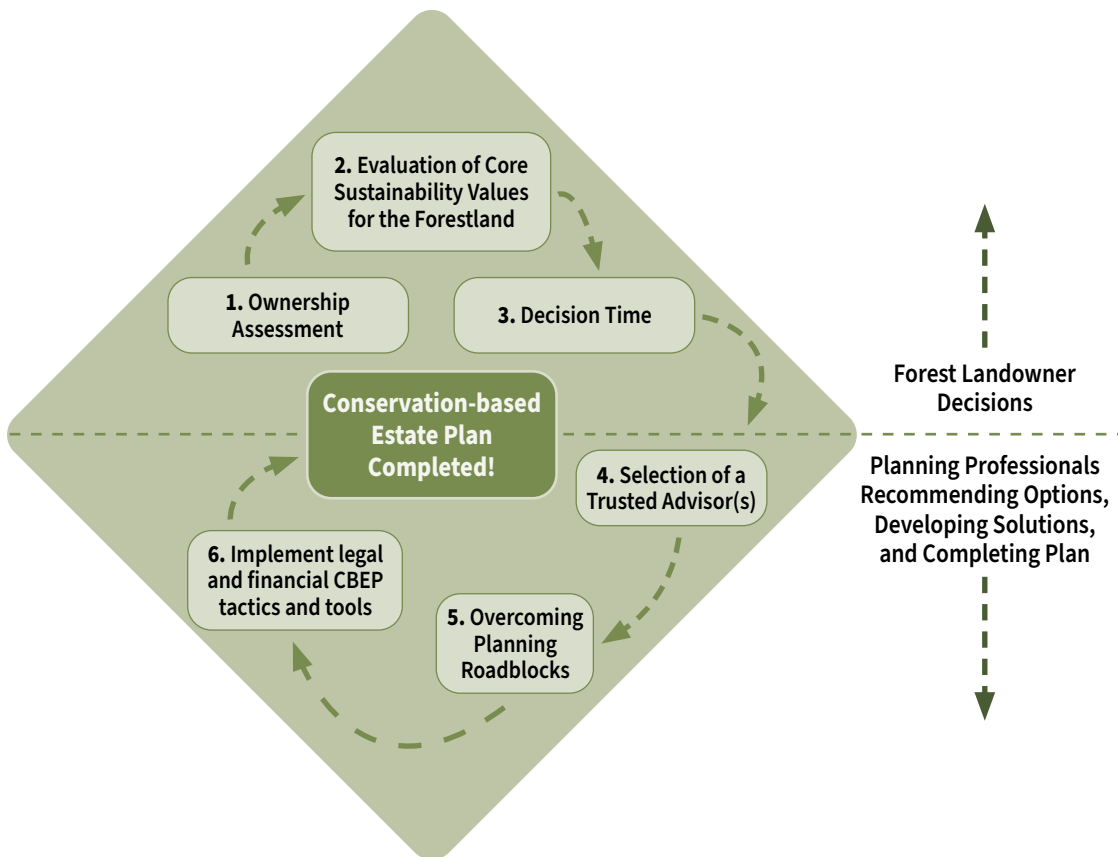 2. Evaluation of Core
Sustainability Values
for the Forestland
1. Ownership
Assessment
3. Decision Time
Conservation-based
Estate Plan
Completed!
4. Selection of a
Trusted Advisor(s)
5. Overcoming
Planning
Roadblocks
6. Implement legal
and financial CBEP
tactics and tools
Forest Landowner
Decisions
Planning Professionals
Recommending Options,
Developing Solutions,
and Completing Plan